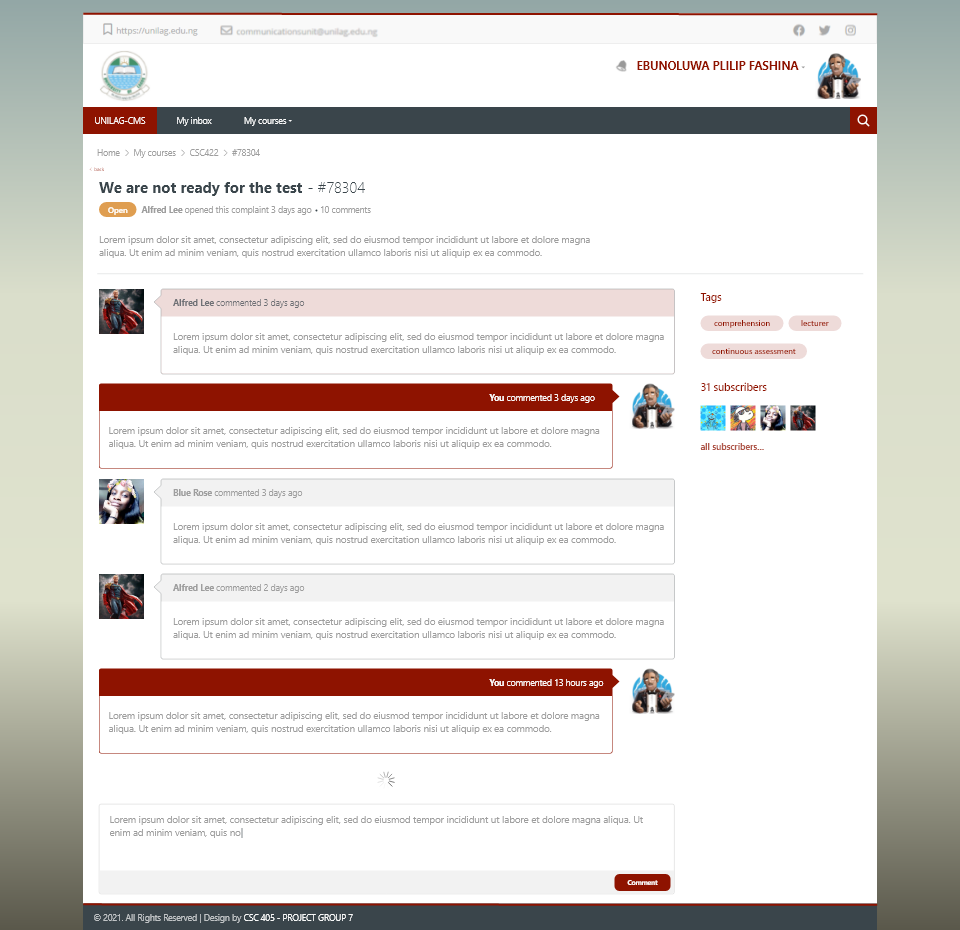 https://unilag.edu.ng
communicationsunit@unilag.edu.ng
EBUNOLUWA PLILIP FASHINA
UNILAG-CMS My inbox My courses
Home > My courses > CSC422 > #78304
‹ back
We are not ready for the test - #78304
Open Alfred Lee opened this complaint 3 days ago • 10 comments
Lorem ipsum dolor sit amet, consectetur adipiscing elit, sed do eiusmod tempor incididunt ut labore et dolore magna
aliqua. Ut enim ad minim veniam, quis nostrud exercitation ullamco laboris nisi ut aliquip ex ea commodo.
Alfred Lee commented 3 days ago
Lorem ipsum dolor sit amet, consectetur adipiscing elit, sed do eiusmod tempor incididunt ut labore et dolore magna
aliqua. Ut enim ad minim veniam, quis nostrud exercitation ullamco laboris nisi ut aliquip ex ea commodo.
You commented 3 days ago
Lorem ipsum dolor sit amet, consectetur adipiscing elit, sed do eiusmod tempor incididunt ut labore et dolore magna
aliqua. Ut enim ad minim veniam, quis nostrud exercitation ullamco laboris nisi ut aliquip ex ea commodo.
Blue Rose commented 3 days ago
Lorem ipsum dolor sit amet, consectetur adipiscing elit, sed do eiusmod tempor incididunt ut labore et dolore magna
aliqua. Ut enim ad minim veniam, quis nostrud exercitation ullamco laboris nisi ut aliquip ex ea commodo.
Alfred Lee commented 2 days ago
Lorem ipsum dolor sit amet, consectetur adipiscing elit, sed do eiusmod tempor incididunt ut labore et dolore magna
aliqua. Ut enim ad minim veniam, quis nostrud exercitation ullamco laboris nisi ut aliquip ex ea commodo.
You commented 13 hours ago
Lorem ipsum dolor sit amet, consectetur adipiscing elit, sed do eiusmod tempor incididunt ut labore et dolore magna
aliqua. Ut enim ad minim veniam, quis nostrud exercitation ullamco laboris nisi ut aliquip ex ea commodo.
Lorem ipsum dolor sit amet, consectetur adipiscing elit, sed do eiusmod tempor incididunt ut labore et dolore magna aliqua. Ut
enim ad minim veniam, quis no
Comment
Tags
comprehension lecturer
continuous assessment
31 subscribers
all subscribers...
© 2021. All Rights Reserved | Design by CSC 405 - PROJECT GROUP 7